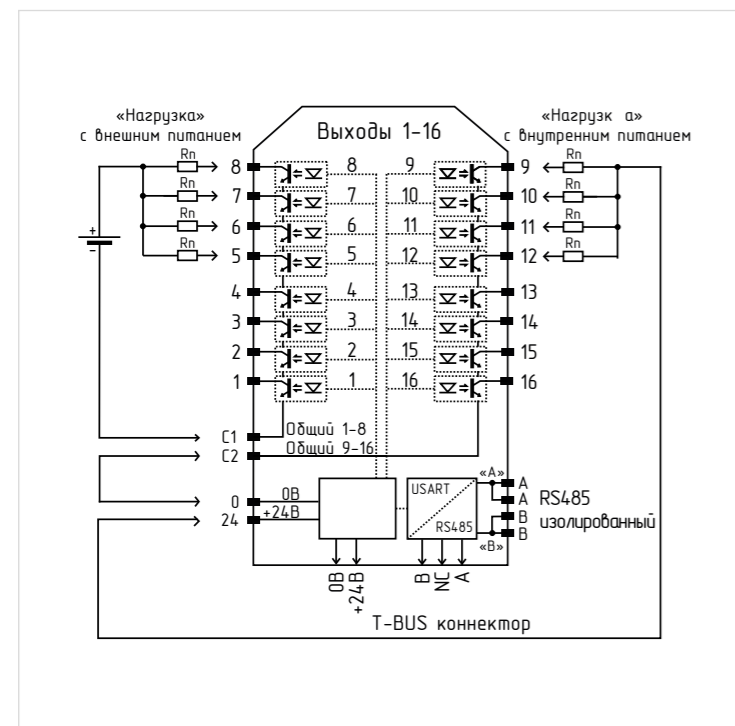 «Нагрузка»
с внешним питанием
Выходы 1-16
«Нагрузк а»
с внутренним питанием
Rn 8 8 9 9 Rn
Rn 7 7 10 10 Rn
Rn 6 6 11 11 Rn
Rn 5 5 12 12 Rn
+
-
4 4 13 13
3 3 14 14
2 2 15 15
1 1 16 16
C1 Общий 1-8
C2 Общий 9-16
0 0В
24 +24В
USART
RS485
«А»
А
А
В
В
«В»
RS485
изолированный
0В
+24В
В
NC
А
T-BUS коннектор